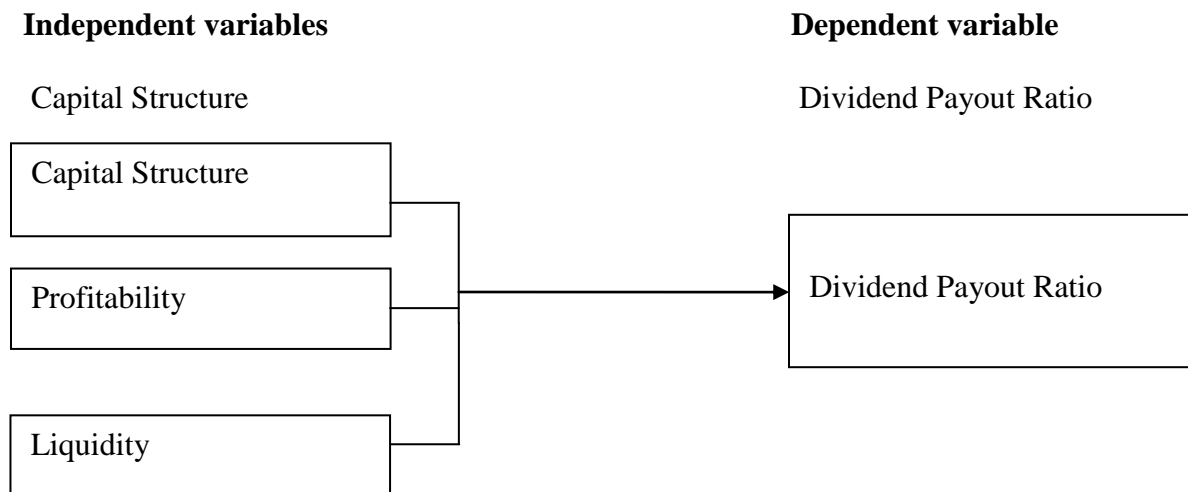 Independent variables
Dependent variable
Capital Structure
Dividend Payout Ratio
Capital Structure
Profitability
Dividend Payout Ratio
Liquidity